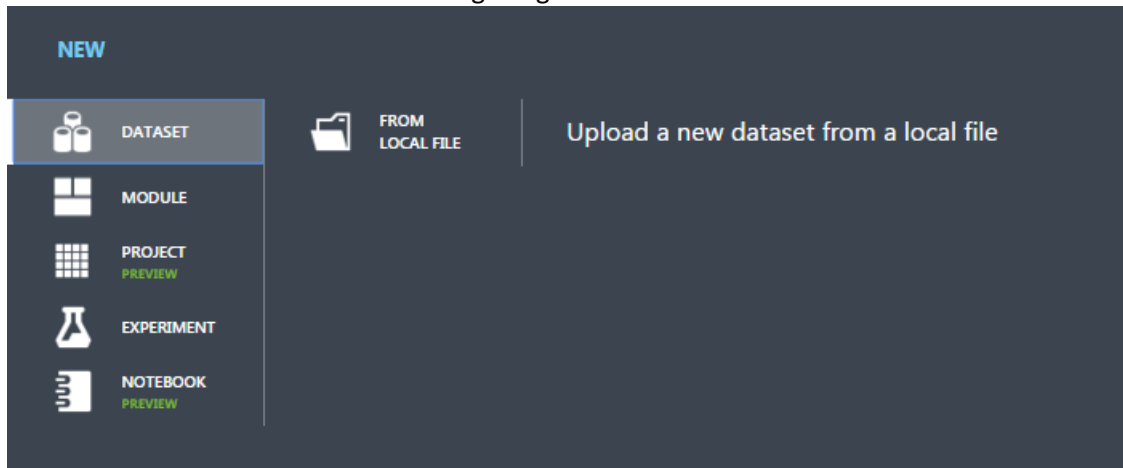 NEW
DATASET
FROM
LOCAL FILE
Upload a new dataset from a local file
MODULE
PROJECT
PREVIEW
EXPERIMENT
NOTEBOOK
PREVIEW